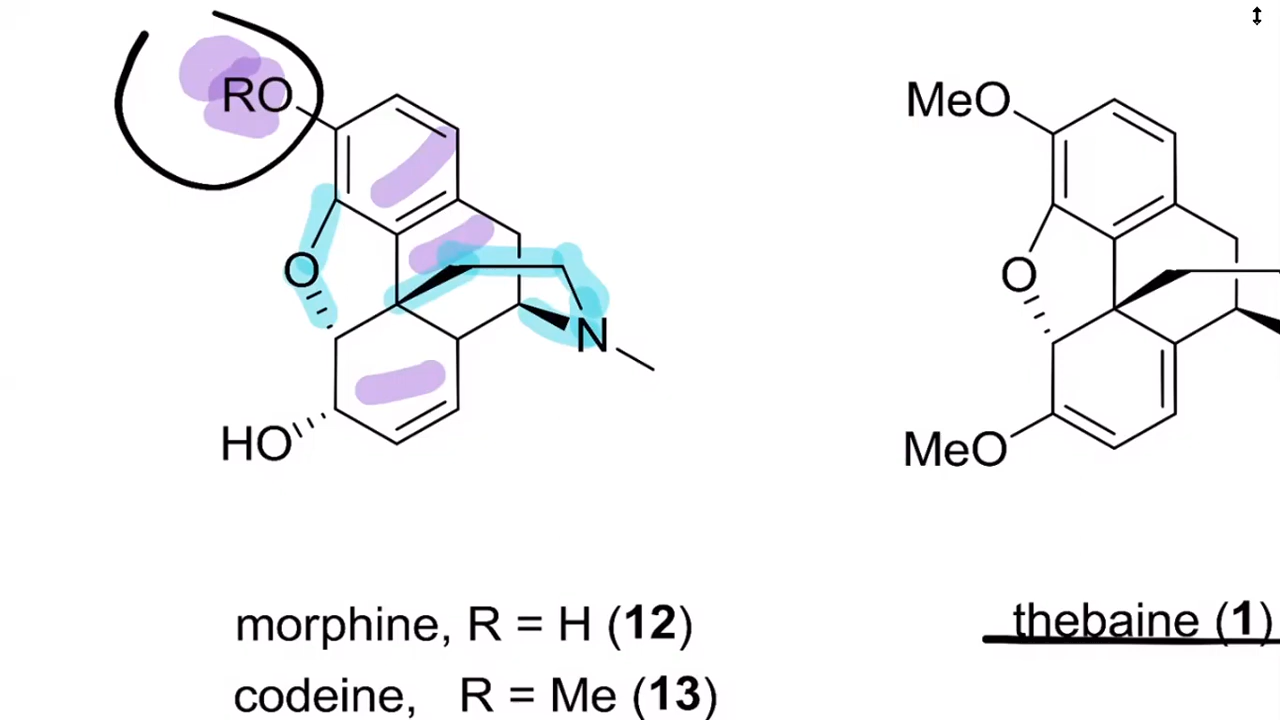 RO
MeO
O
O
N
HO
MeO
morphine, R = H (12)
thebaine (1)
codeine, R = Me (13)